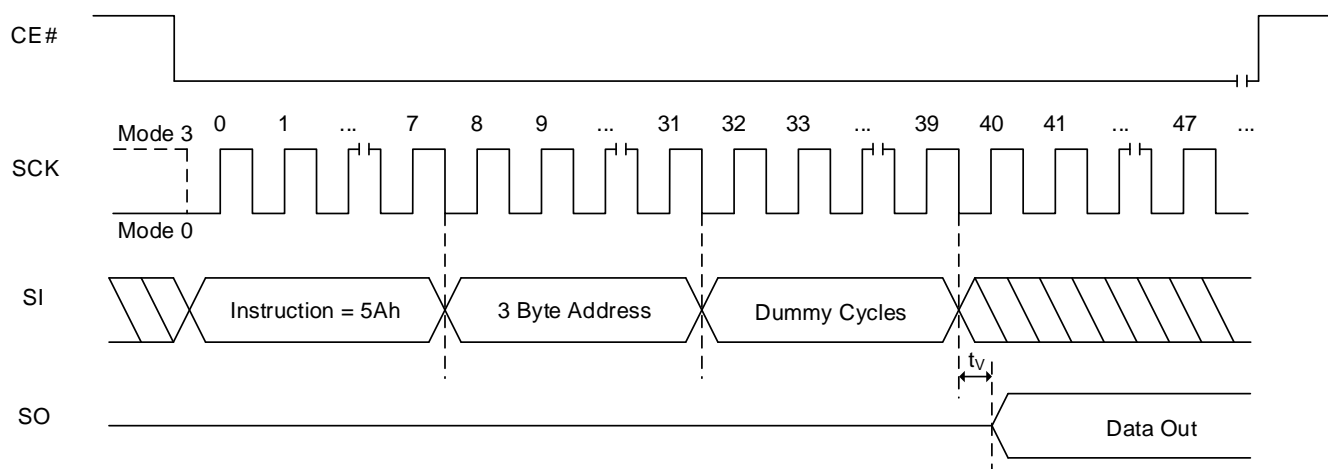 CE#
Mode 3 0 1 ... 7 8 9 ... 31 32 33 ... 39 40 41 ... 47 ...
SCK
Mode 0
SI Instruction = 5Ah 3 Byte Address Dummy Cycles
tV
SO Data Out